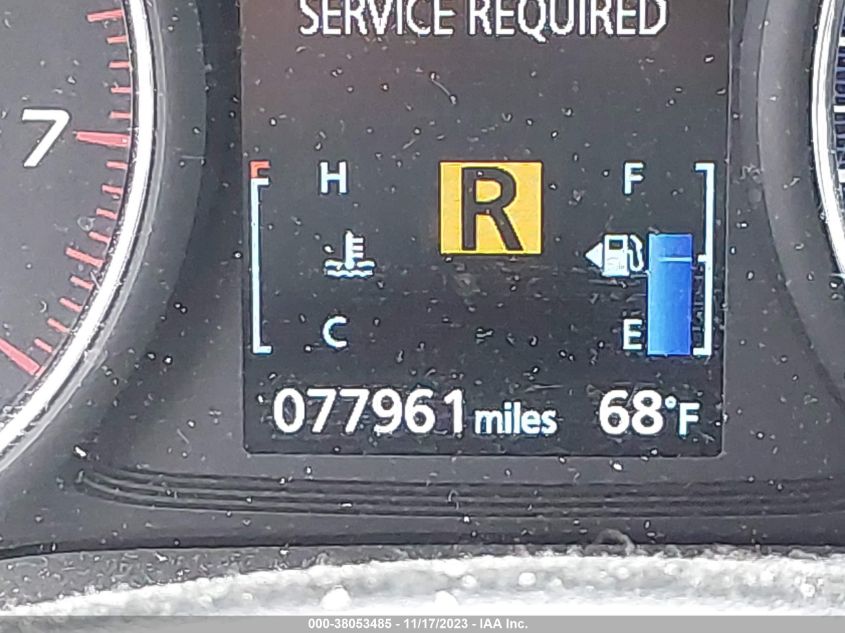 SERVICE REQUIRED
7
H R F
C E
077961 miles 68°F
000-38053485 - 11/17/2023 - IAA Inc.